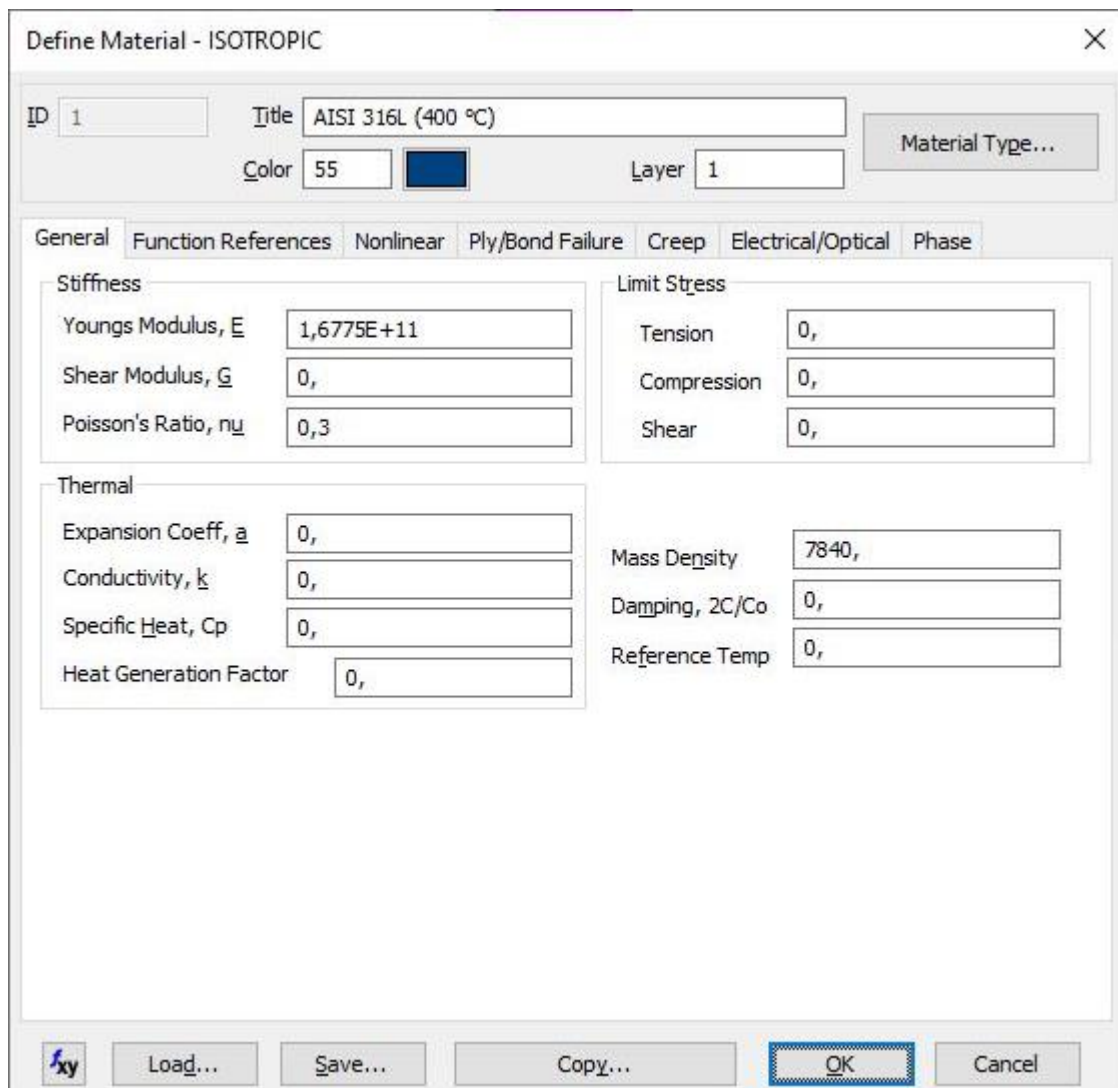 Define Material - ISOTROPIC
ID 1 Title AISI 316L (400 ºC) Material Type...
Color 55 Layer 1
General Function References Nonlinear Ply/Bond Failure Creep Electrical/Optical Phase
Stiffness
Youngs Modulus, E 1,6775E+11
Shear Modulus, G 0,
Poisson's Ratio, nu 0,3
Limit Stress
Tension 0,
Compression 0,
Shear 0,
Thermal
Expansion Coeff, a 0,
Conductivity, k 0,
Specific Heat, Cp 0,
Heat Generation Factor 0,
Mass Density 7840,
Damping, 2C/Co 0,
Reference Temp 0,
fxy Load... Save... Copy... OK Cancel